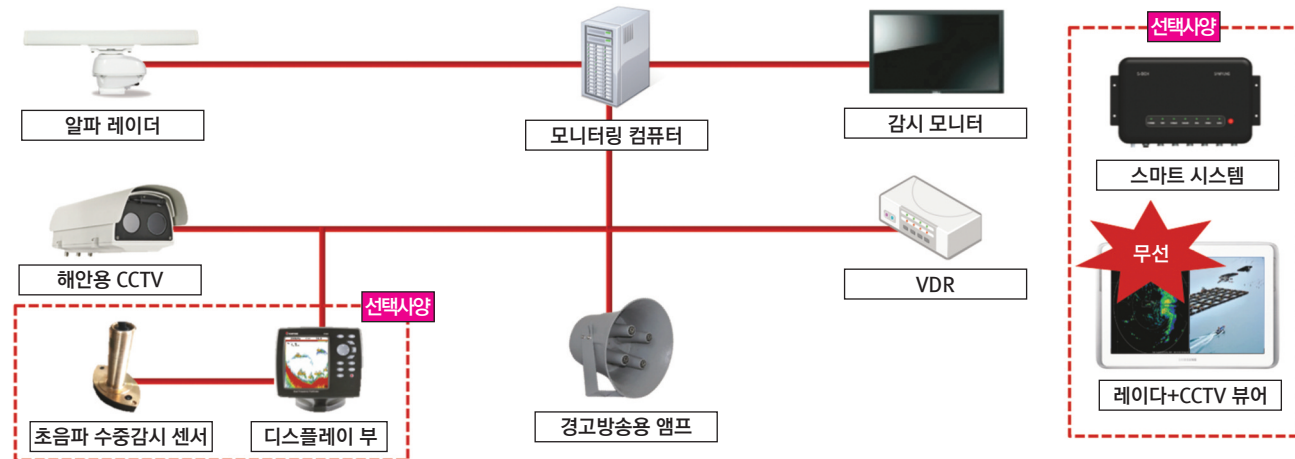 선택사양
알파 레이더
모니터링 컴퓨터
감시 모니터
스마트 시스템
무선
해안용 CCTV
VDR
선택사양
레이다+CCTV 뷰어
초음파 수중감시 센서
디스플레이 부
경고방송용 앰프